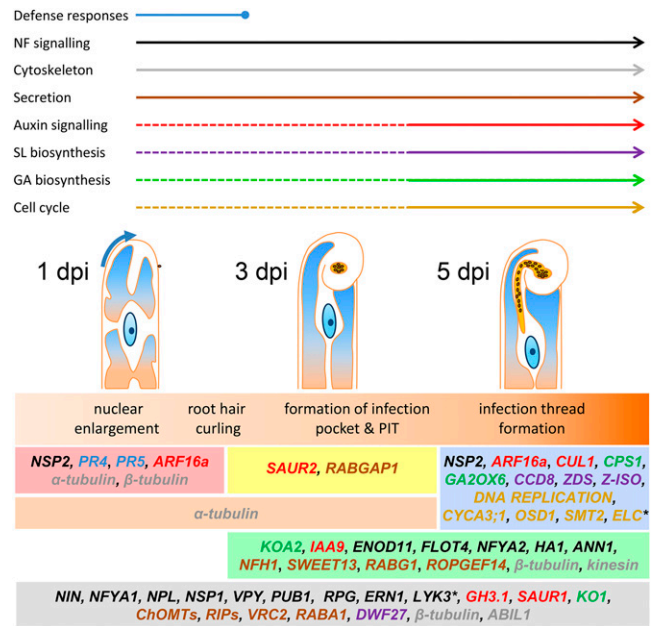 Defense responses
NF signalling
Cytoskeleton
Secretion
Auxin signalling
SL biosynthesis
GA biosynthesis
Cell cycle
1 dpi
3 dpi
5 dpi
nuclear enlargement
root hair curling
formation of infection pocket & PIT
infection thread formation
NSP2, PR4, PR5, ARF16a
α-tubulin, β-tubulin
SAUR2, RABGAP1
NSP2, ARF16a, CUL1, CPS1,
GA2OX6, CCD8, ZDS, Z-ISO,
DNA REPLICATION,
CYCA3;1, OSD1, SMT2, ELC*
α-tubulin
KOA2, IAA9, ENOD11, FLOT4, NFYA2, HA1, ANN1,
NFH1, SWEET13, RABG1, ROPGEF14, β-tubulin, kinesin
NIN, NFYA1, NPL, NSP1, VPY, PUB1, RPG, ERN1, LYK3*, GH3.1, SAUR1, KO1,
ChOMTs, RIPs, VRC2, RABA1, DWF27, β-tubulin, ABIL1